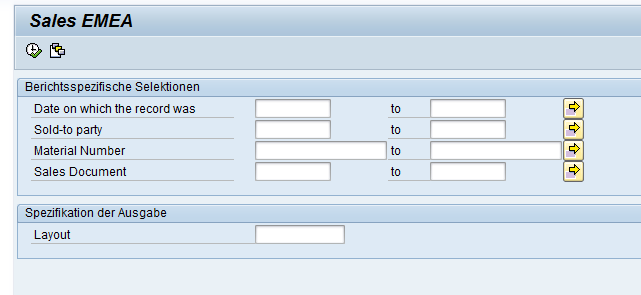 Sales EMEA
Berichtsspezifische Selektionen
Date on which the record was to
Sold-to party to
Material Number to
Sales Document to
Spezifikation der Ausgabe
Layout